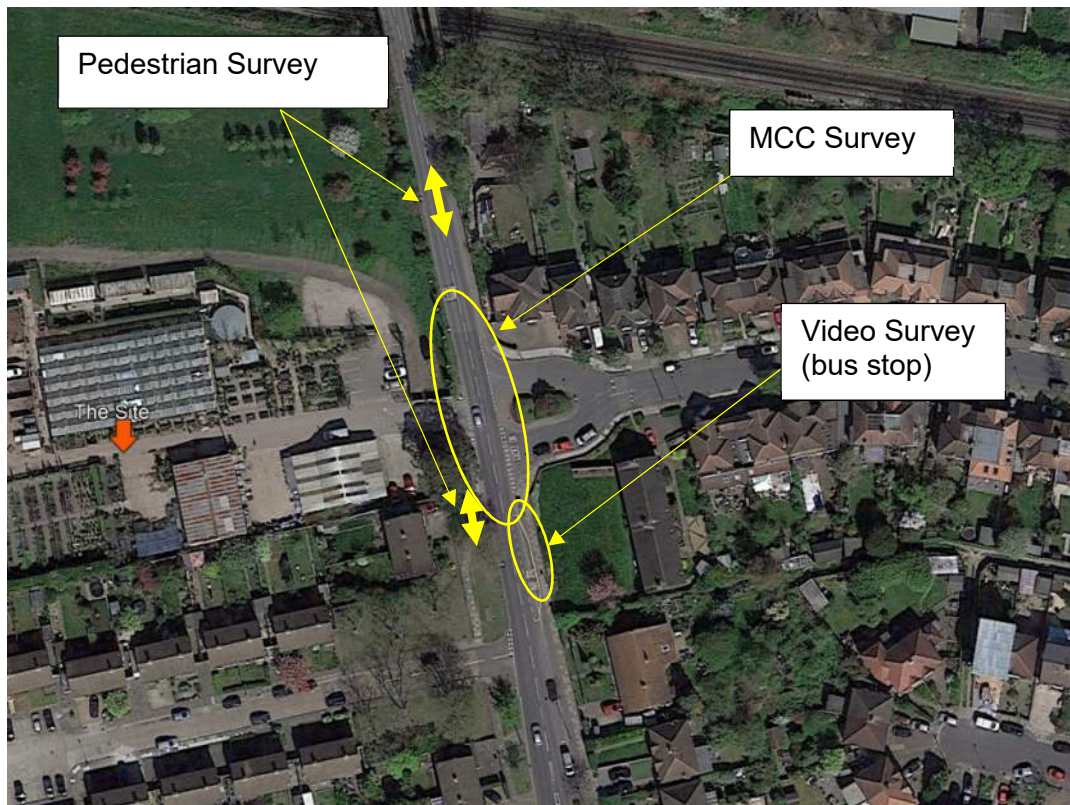 Pedestrian Survey
MCC Survey
Video Survey
(bus stop)
The Site